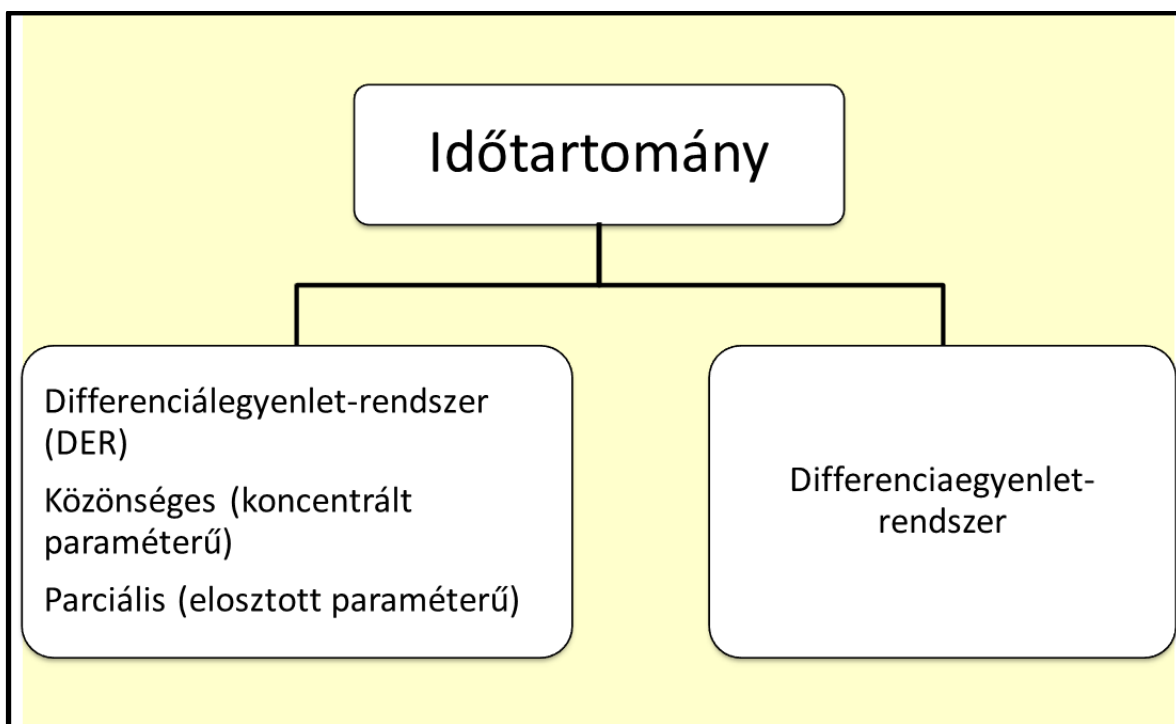 Időtartomány
Differenciálegyenlet-rendszer
(DER)
Közönséges (koncentrált
paraméterű)
Parciális (elosztott paraméterű)
Differenciaegyenlet-
rendszer